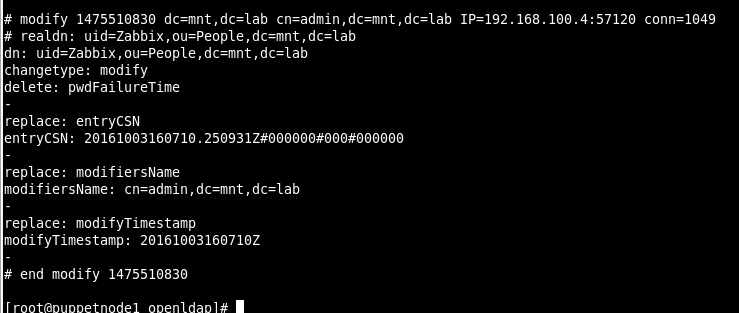 # modify 1475510830 dc=mnt,dc=lab cn=admin,dc=mnt,dc=lab IP=192.168.100.4:57120 conn=1049
# realdn: uid=Zabbix,ou=People,dc=mnt,dc=lab
dn: uid=Zabbix,ou=People,dc=mnt,dc=lab
changetype: modify
delete: pwdFailureTime
-
replace: entryCSN
entryCSN: 20161003160710.250931Z#000000#000#000000
-
replace: modifiersName
modifiersName: cn=admin,dc=mnt,dc=lab
-
replace: modifyTimestamp
modifyTimestamp: 20161003160710Z
-
# end modify 1475510830
[root@puppetnode1 openldap]#